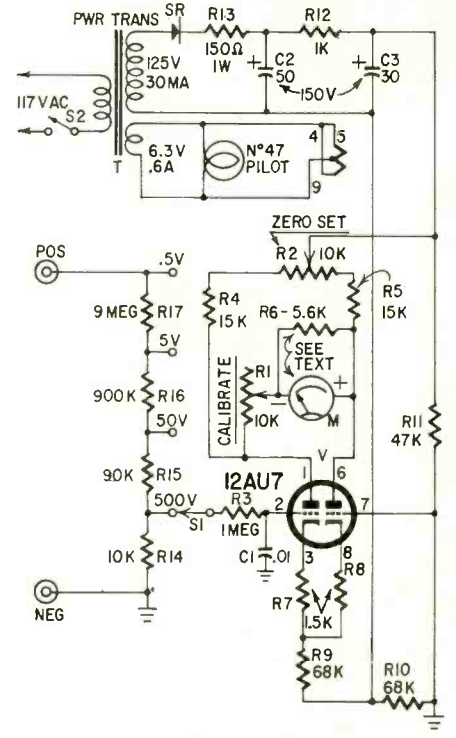 PWR TRANS
SR
R13
150Ω
1W
R12
1K
C2
50
C3
30
+
+
150V
125V
30MA
117VAC
S2
T
6.3V
.6A
Nº47
PILOT
4
5
9
ZERO SET
R2
10K
POS
.5V
9 MEG
R17
5V
900K
R16
50V
90K
R15
500V
S1
10K
R14
NEG
R4
15K
R5
15K
R6-5.6K
SEE
TEXT
CALIBRATE
R1
10K
−
+
M
R11
47K
V
12AU7
1
6
R3
1MEG
2
7
C1
.01
3
8
R7
R8
1.5K
R9
68K
R10
68K